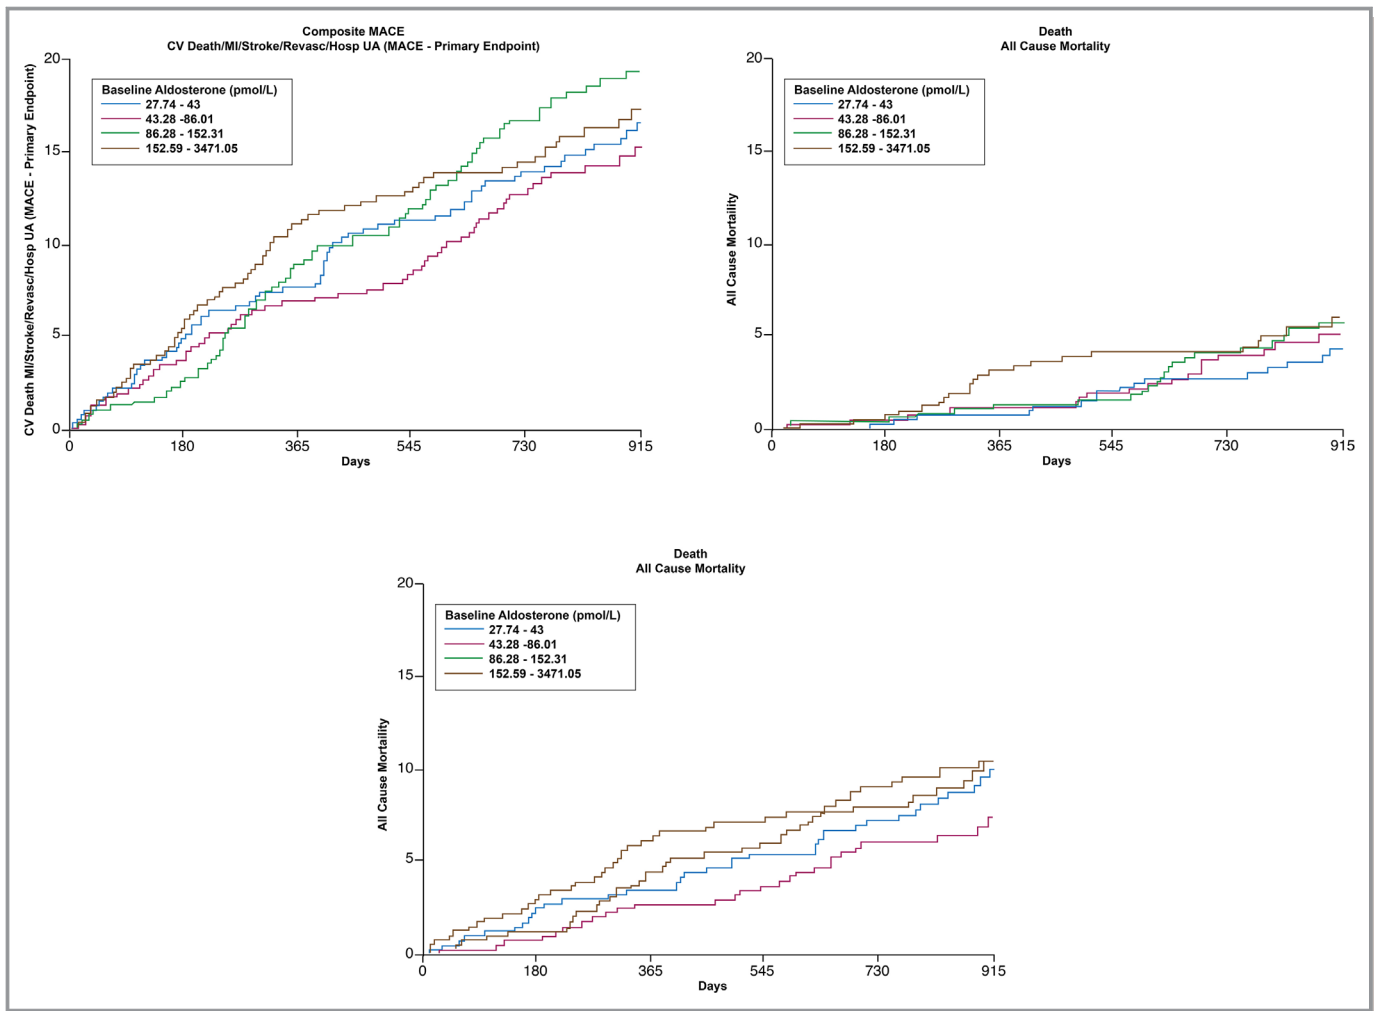 Composite MACE
CV Death/MI/Stroke/Revasc/Hosp UA (MACE - Primary Endpoint)
CV Death MI/Stroke/Revasc/Hosp UA (MACE - Primary Endpoint)
20
15
10
5
0
Baseline Aldosterone (pmol/L)
27.74 - 43
43.28 -86.01
86.28 - 152.31
152.59 - 3471.05
0 180 365 545 730 915
Days
Death
All Cause Mortality
All Cause Mortaility
20
15
10
5
0
Baseline Aldosterone (pmol/L)
27.74 - 43
43.28 -86.01
86.28 - 152.31
152.59 - 3471.05
0 180 365 545 730 915
Days
Death
All Cause Mortality
All Cause Mortaility
20
15
10
5
0
Baseline Aldosterone (pmol/L)
27.74 - 43
43.28 -86.01
86.28 - 152.31
152.59 - 3471.05
0 180 365 545 730 915
Days